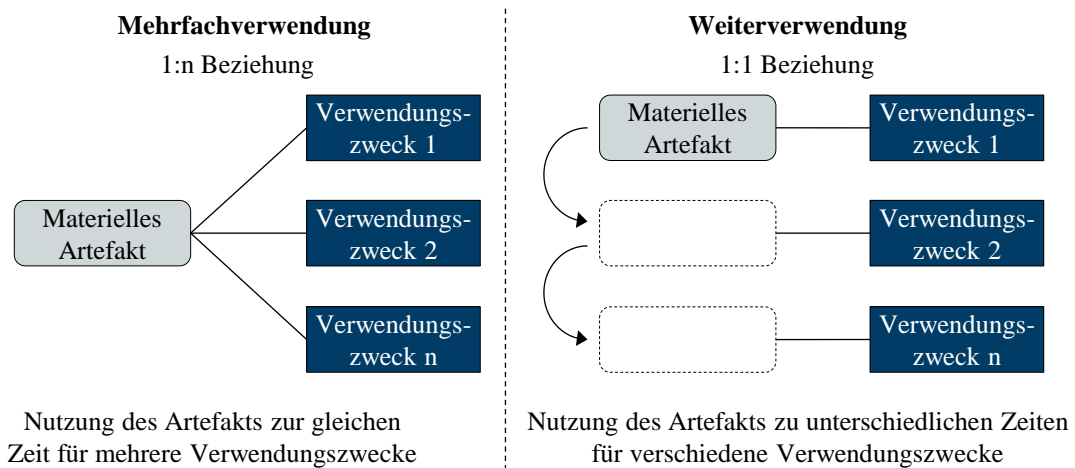 Mehrfachverwendung
1:n Beziehung
Verwendungs-
zweck 1
Materielles
Artefakt
Verwendungs-
zweck 2
Verwendungs-
zweck n
Nutzung des Artefakts zur gleichen
Zeit für mehrere Verwendungszwecke
Weiterverwendung
1:1 Beziehung
Materielles
Artefakt
Verwendungs-
zweck 1
Verwendungs-
zweck 2
Verwendungs-
zweck n
Nutzung des Artefakts zu unterschiedlichen Zeiten
für verschiedene Verwendungszwecke